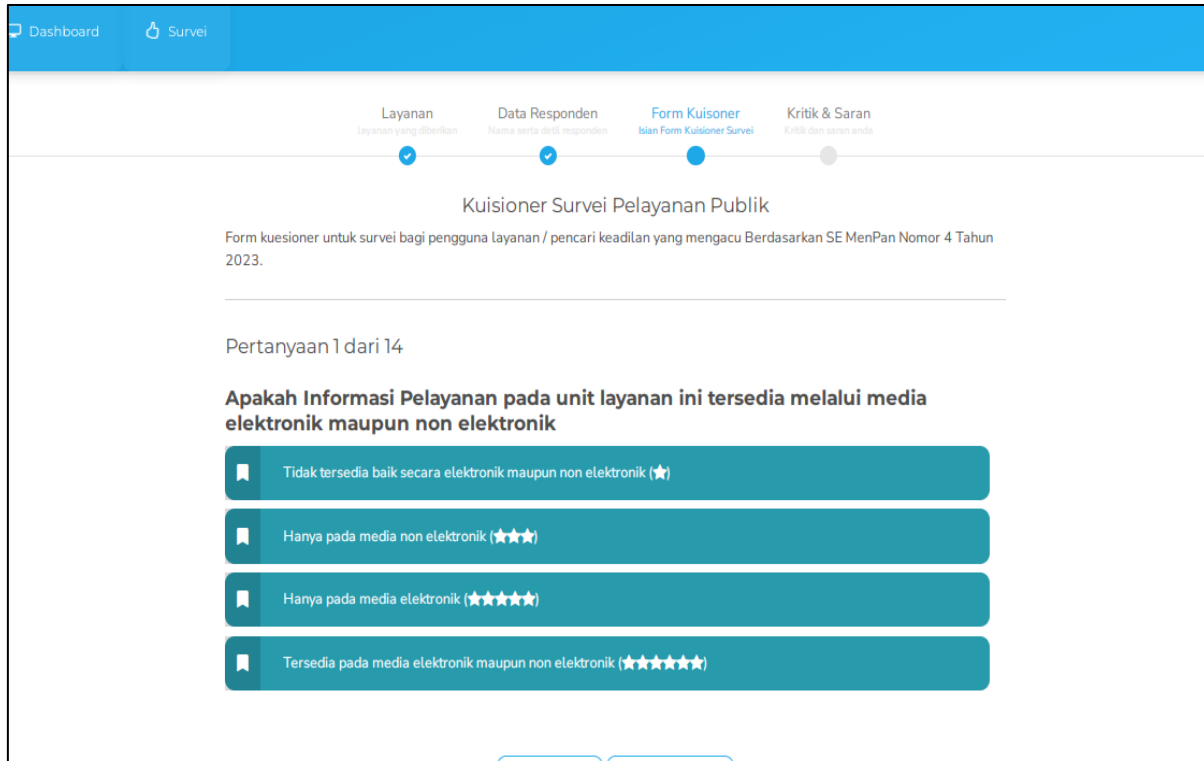 Dashboard
Survei
Layanan
Layanan yang diberikan
Data Responden
Nama serta detil responden
Form Kuisoner
Isian Form Kuisioner Survei
Kritik & Saran
Kritik dan saran anda
Kuisioner Survei Pelayanan Publik
Form kuesioner untuk survei bagi pengguna layanan / pencari keadilan yang mengacu Berdasarkan SE MenPan Nomor 4 Tahun
2023.
Pertanyaan 1 dari 14
Apakah Informasi Pelayanan pada unit layanan ini tersedia melalui media
elektronik maupun non elektronik
Tidak tersedia baik secara elektronik maupun non elektronik (★)
Hanya pada media non elektronik (★★★)
Hanya pada media elektronik (★★★★★)
Tersedia pada media elektronik maupun non elektronik (★★★★★★)